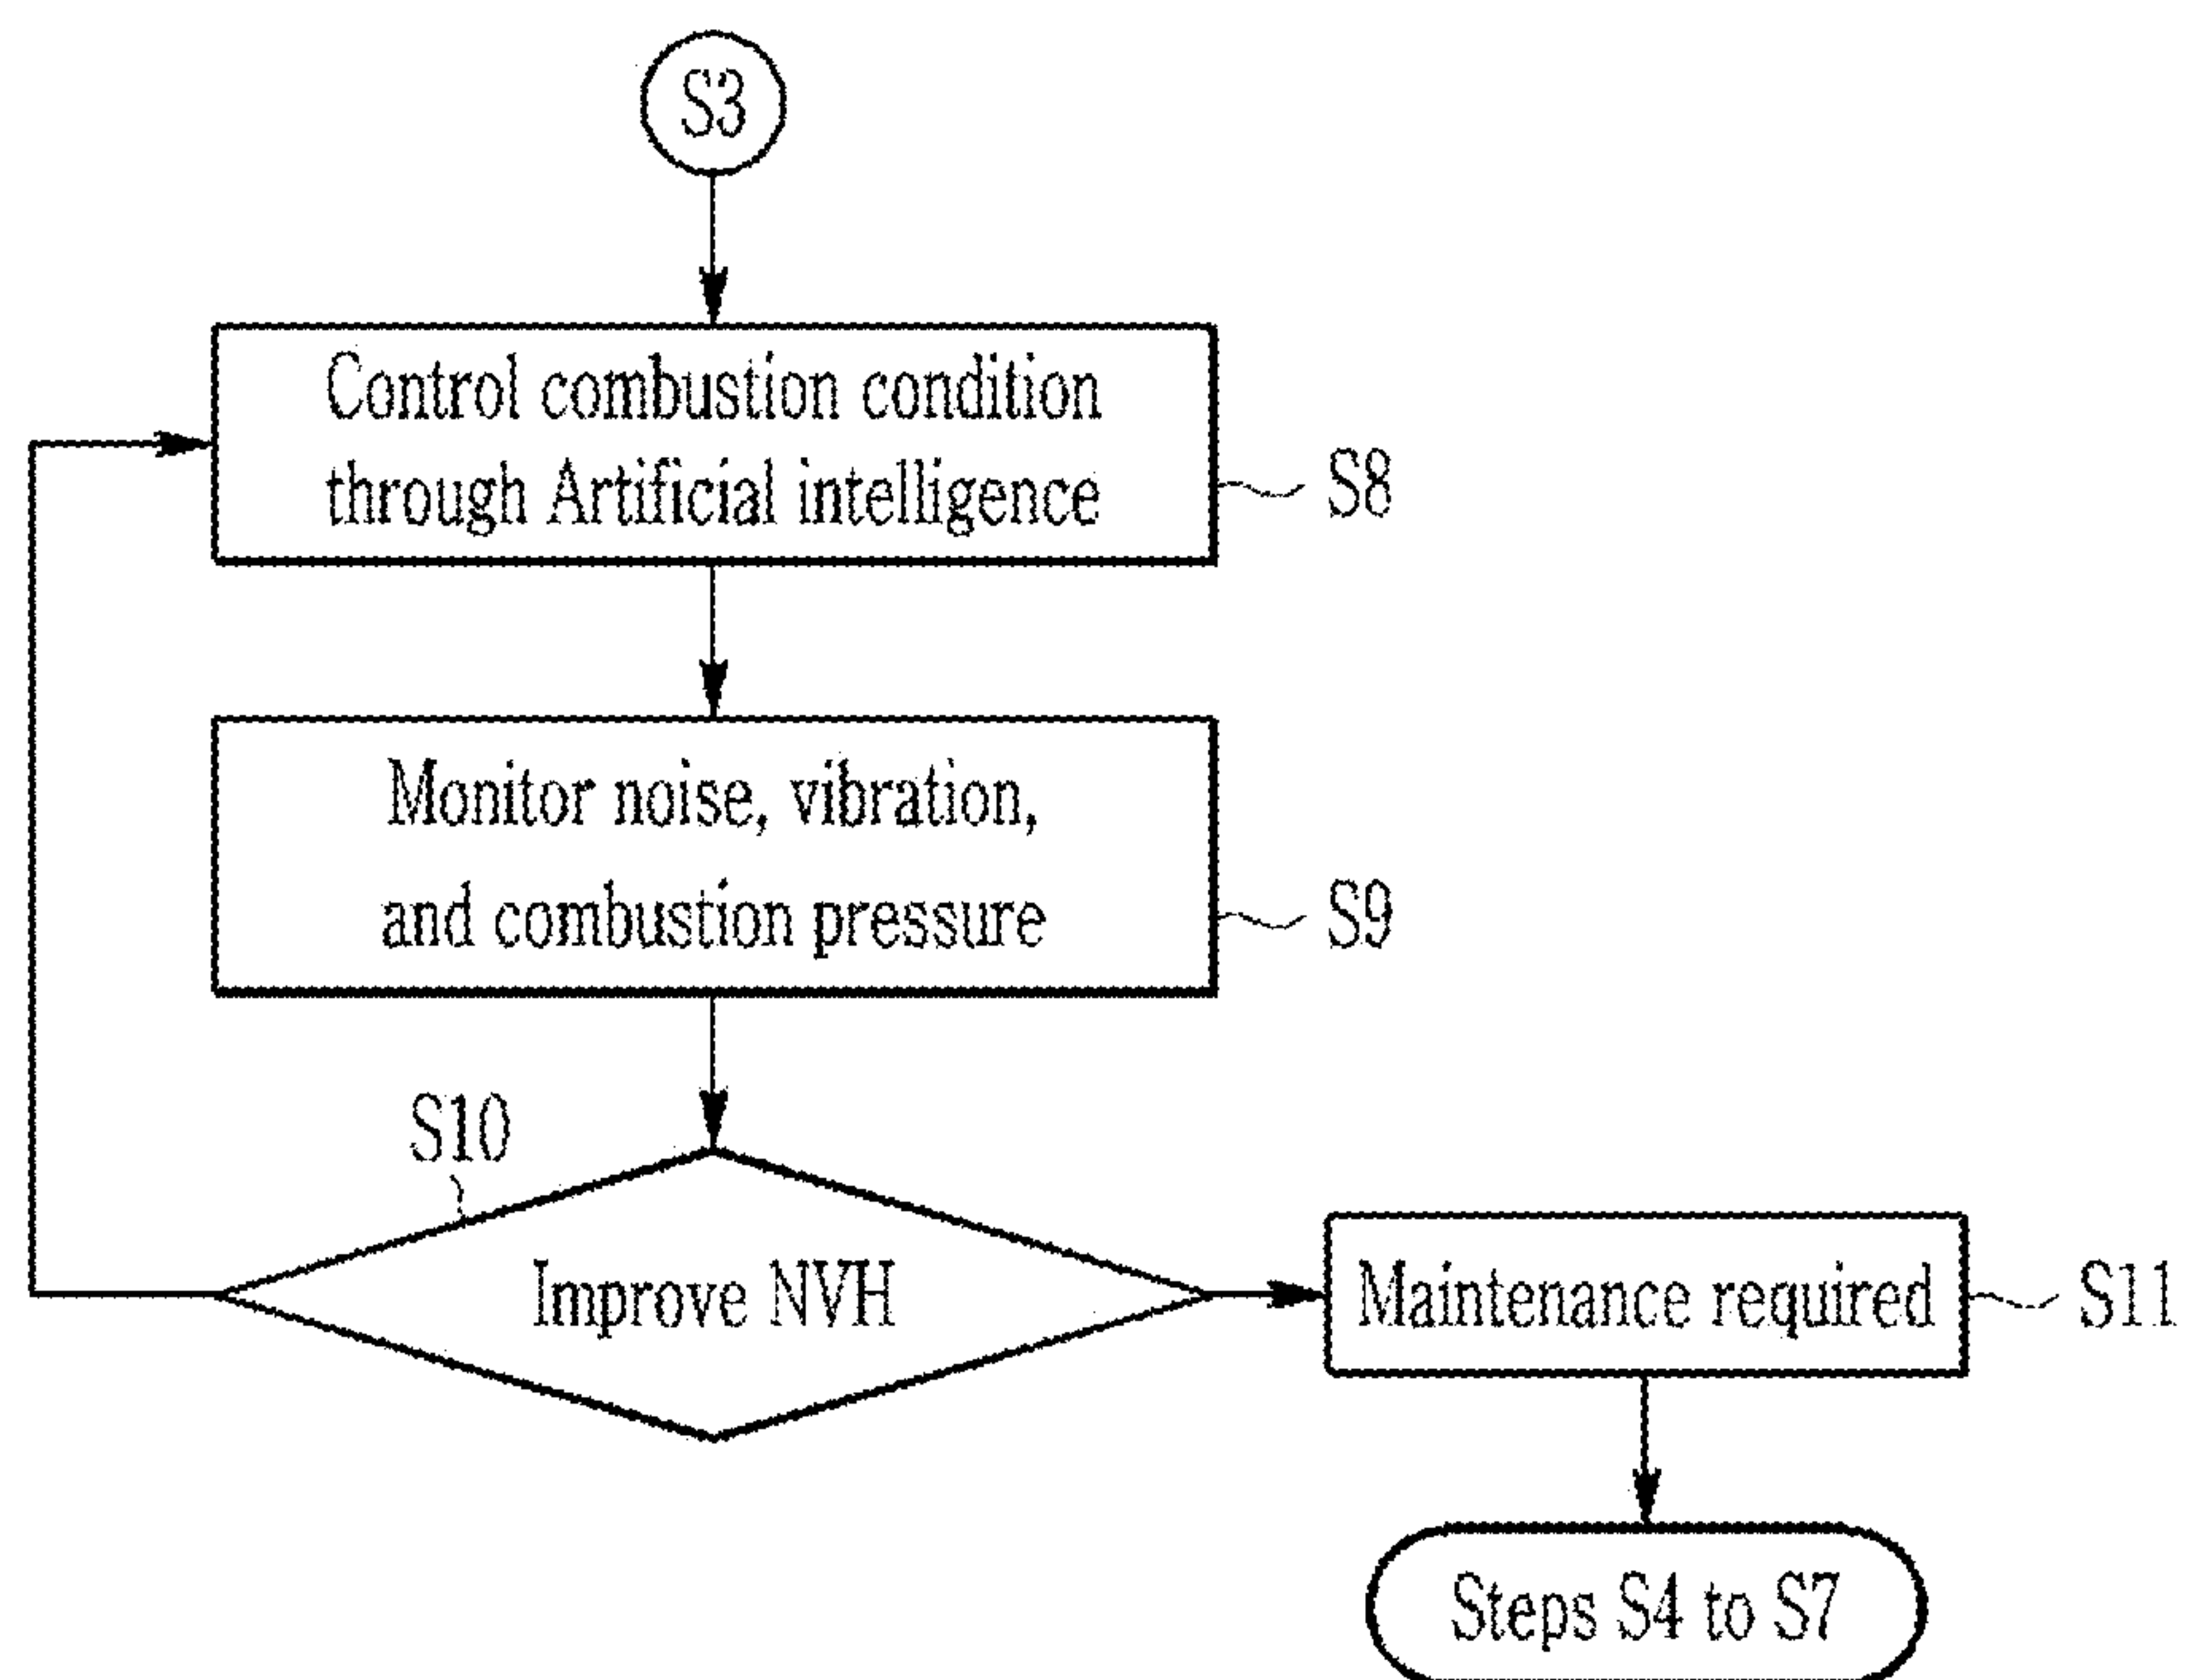 S3
Control combustion condition
through Artificial intelligence
S8
Monitor noise, vibration,
and combustion pressure
S9
S10
Improve NVH
Maintenance required
S11
Steps S4 to S7